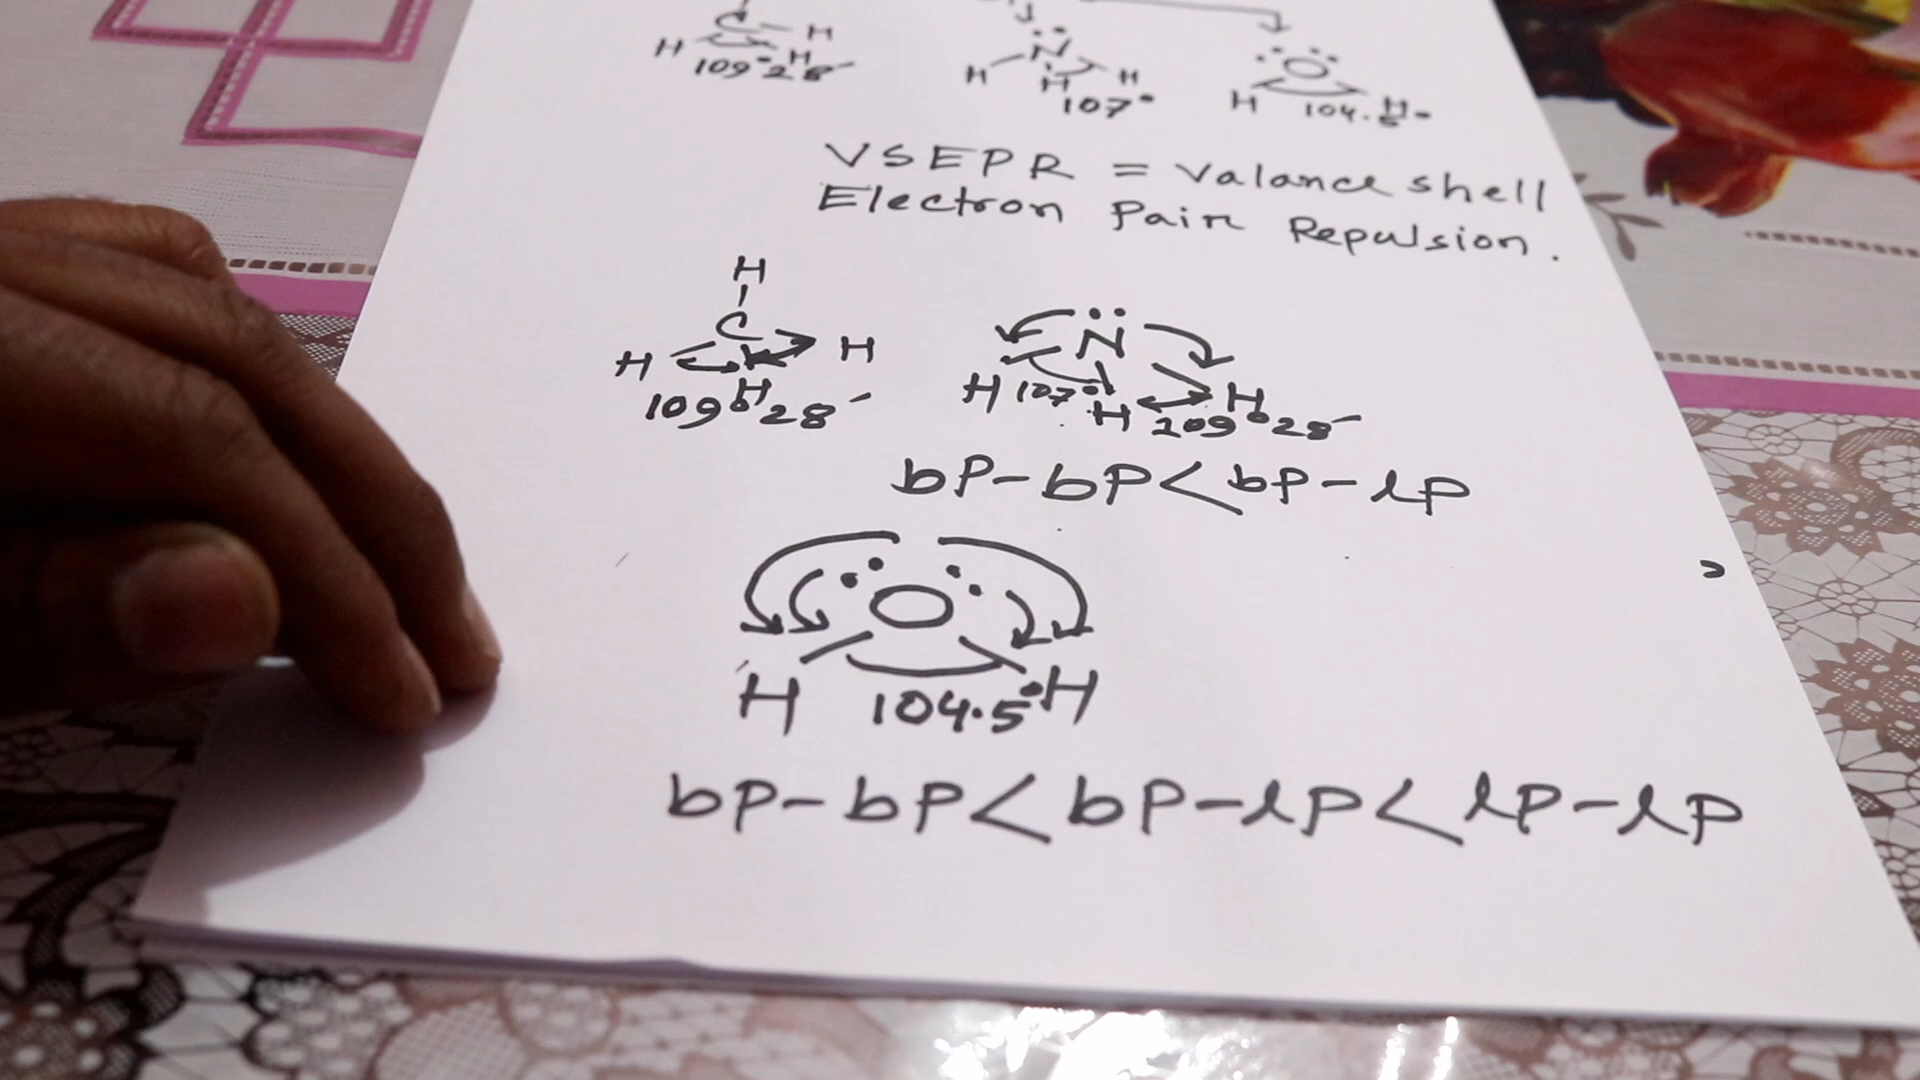 C H
H H
109°28′
N
H H H
107°
O
H H
104.5°
VSEPR = Valance shell
Electron Pair Repulsion.
H
C
H H
H
109°28′
N
H 107° H H
109°28′
bP-bP<bP-lP
O
H 104.5° H
bP-bP<bP-lP<lP-lP